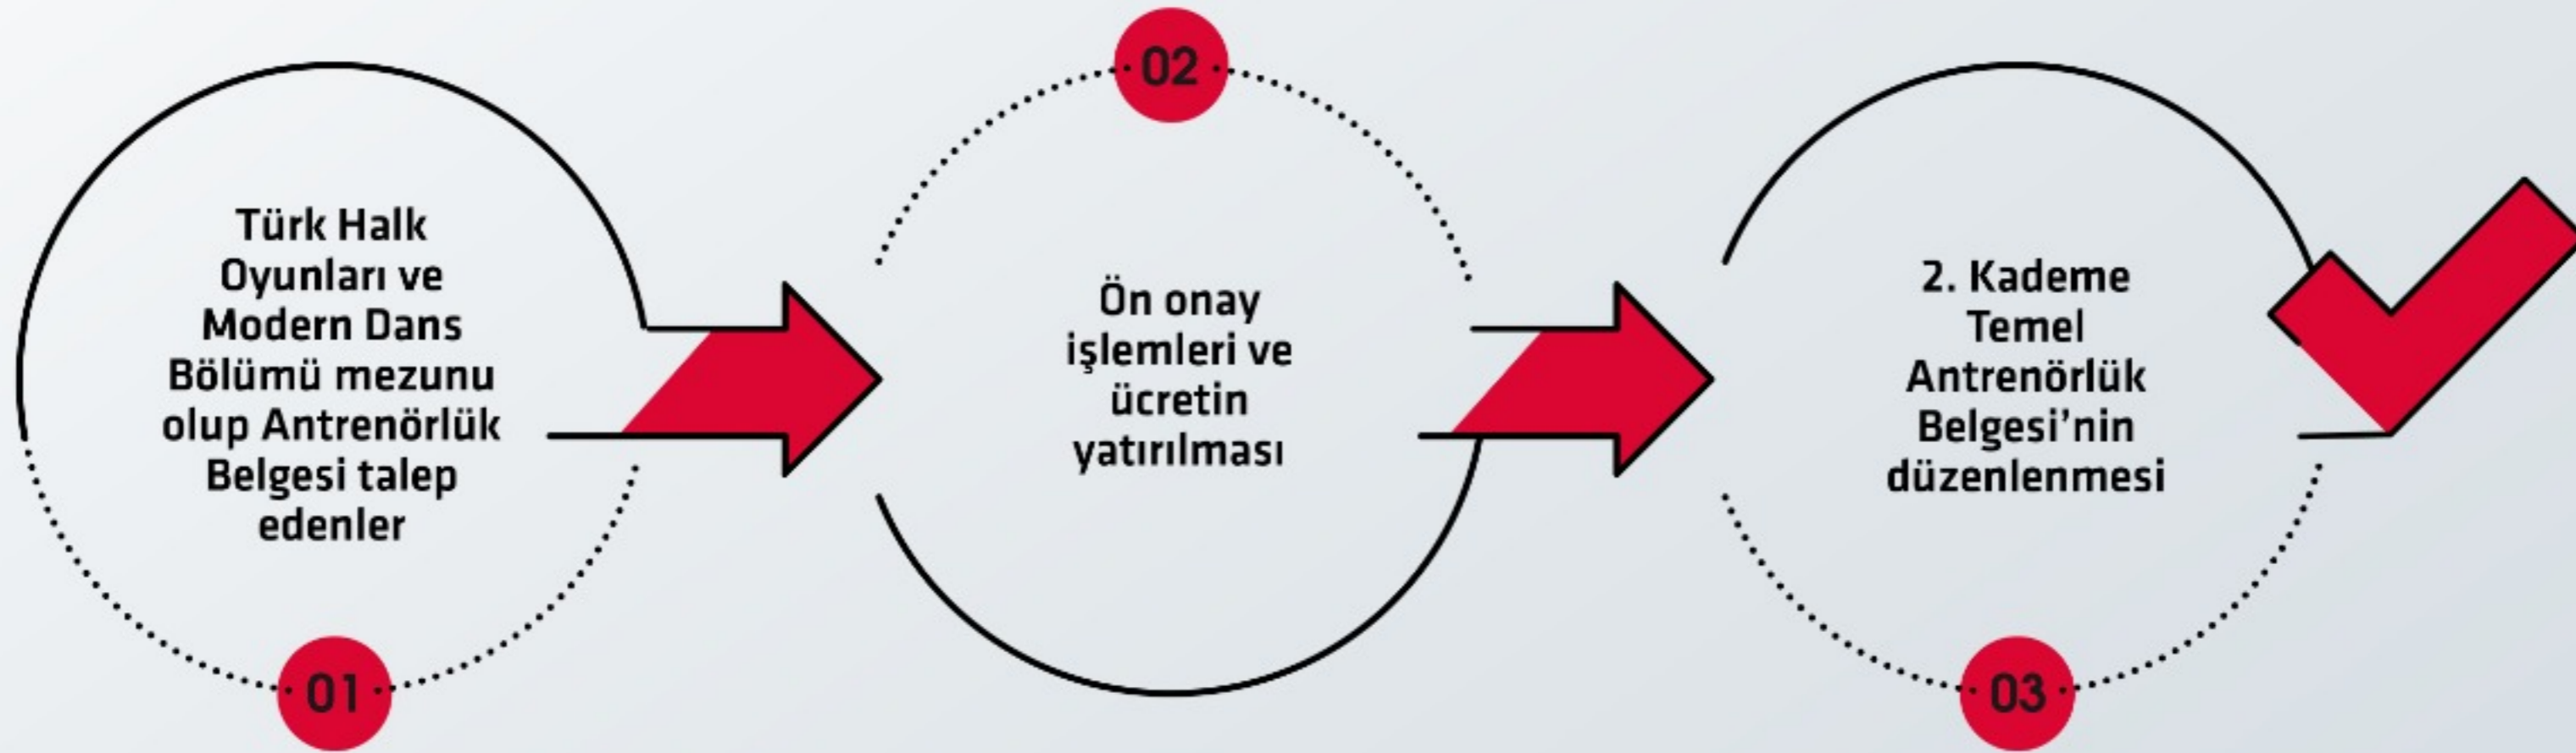 Türk Halk
Oyunları ve
Modern Dans
Bölümü mezunu
olup Antrenörlük
Belgesi talep
edenler
01
02
Ön onay
işlemleri ve
ücretin
yatırılması
2. Kademe
Temel
Antrenörlük
Belgesi’nin
düzenlenmesi
03